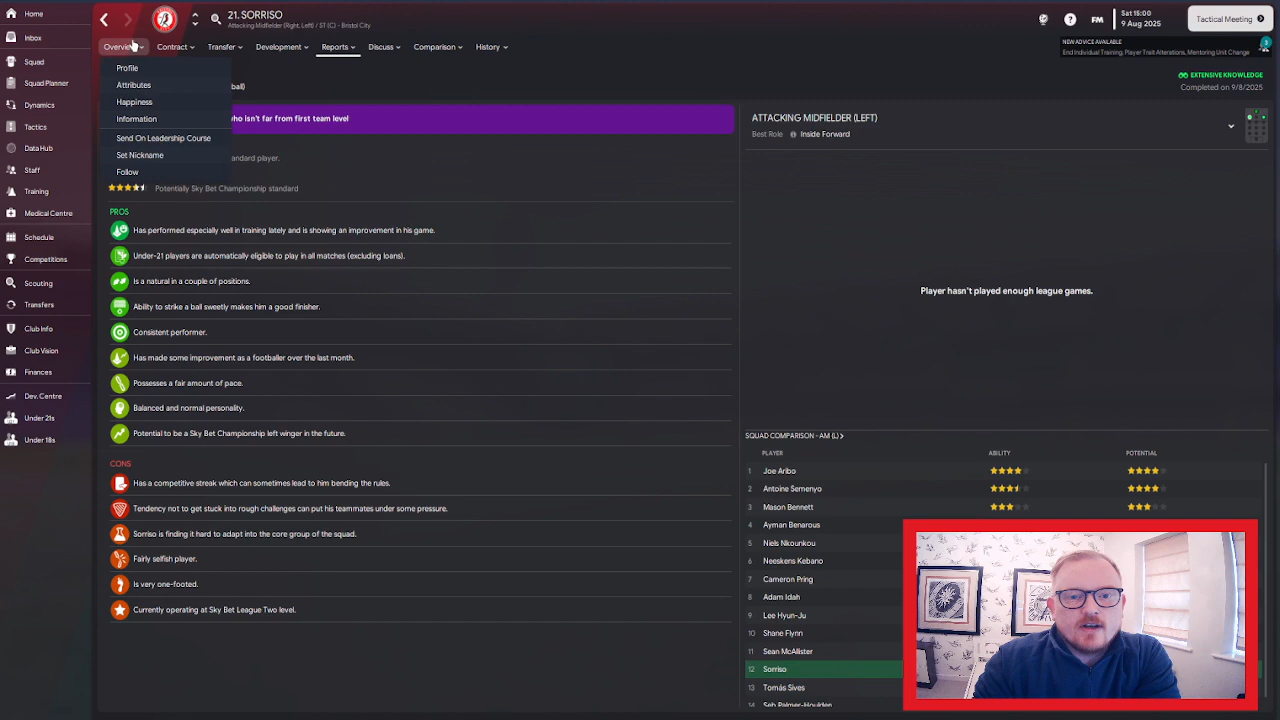 Home
Inbox
Squad
Squad Planner
Dynamics
Tactics
Data Hub
Staff
Training
Medical Centre
Schedule
Competitions
Scouting
Transfers
Club Info
Club Vision
Finances
Dev.Centre
Under 21s
Under 18s
21.SORRISO
Attacking Midfielder (Right, Left) / ST (C) - Bristol City
FM
Sat 15:00
9 Aug 2025
Tactical Meeting
Contract
Transfer
Development
Reports
Discuss
Comparison
History
NEW ADVICE AVAILABLE
End Individual Training, Player Trait Alterations, Mentoring Unit Change
3
Profile
Attributes
Happiness
Information
Send On Leadership Course
Set Nickname
Follow
EXTENSIVE KNOWLEDGE
Completed on 9/8/2025
isn't far from first team level
standard player.
Potentially Sky Bet Championship standard
PROS
Has performed especially well in training lately and is showing an improvement in his game.
Under-21 players are automatically eligible to play in all matches (excluding loans).
Is a natural in a couple of positions.
Ability to strike a ball sweetly makes him a good finisher.
Consistent performer.
Has made some improvement as a footballer over the last month.
Possesses a fair amount of pace.
Balanced and normal personality.
Potential to be a Sky Bet Championship left winger in the future.
CONS
Has a competitive streak which can sometimes lead to him bending the rules.
Tendency not to get stuck into rough challenges can put his teammates under some pressure.
Sorriso is finding it hard to adapt into the core group of the squad.
Fairly selfish player.
Is very one-footed.
Currently operating at Sky Bet League Two level.
ATTACKING MIDFIELDER (LEFT)
Best Role Inside Forward
Player hasn't played enough league games.
SQUAD COMPARISON - AM (L)
PLAYER ABILITY POTENTIAL
1 Joe Aribo
2 Antoine Semenyo
3 Mason Bennett
4 Ayman Benarous
5 Niels Nkounkou
6 Neeskens Kebano
7 Cameron Pring
8 Adam Idah
9 Lee Hyun-Ju
10 Shane Flynn
11 Sean McAllister
12 Sorriso
13 Tomás Sives
14 Seb Palmer-Houlden